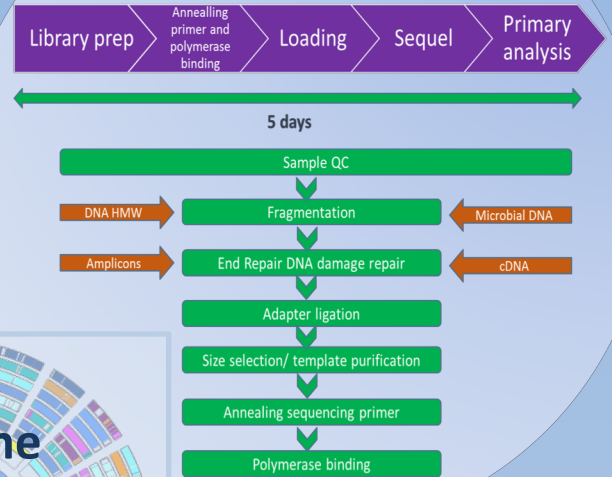 Library prep
Annealling
primer and
polymerase
binding
Loading
Sequel
Primary
analysis
5 days
Sample QC
DNA HMW
Fragmentation
Microbial DNA
Amplicons
End Repair DNA damage repair
cDNA
Adapter ligation
Size selection/ template purification
Annealing sequencing primer
Polymerase binding